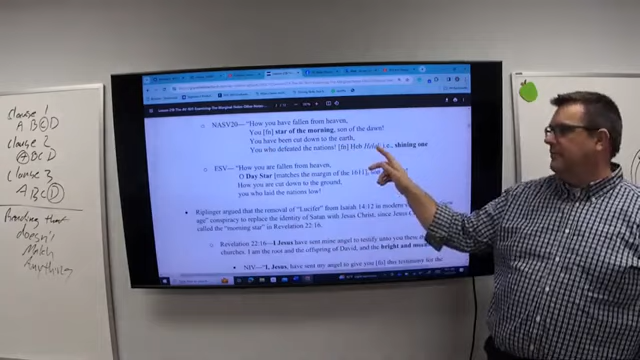 clause 1
A B C D
clause 2
A B C D
clause 3
A B C D
Reading that
doesn't
Match
Anything
NASV20—"How you have fallen from heaven,
You [fn] star of the morning, son of the dawn!
You have been cut down to the earth,
You who defeated the nations! [fn] Heb Helel; i.e., shining one
ESV—"How you are fallen from heaven,
O Day Star [matches the margin of the 1611],
How you are cut down to the ground,
you who laid the nations low!
Riplinger argued that the removal of "Lucifer" from Isaiah 14:12 in modern
age" conspiracy to replace the identity of Satan with Jesus Christ, since Jesus
called the "morning star" in Revelation 22:16.
Revelation 22:16—I Jesus have sent mine angel to testify unto you these
churches. I am the root and the offspring of David, and the bright and
NIV—"I, Jesus, have sent my angel to give you [fn] this testimony for the